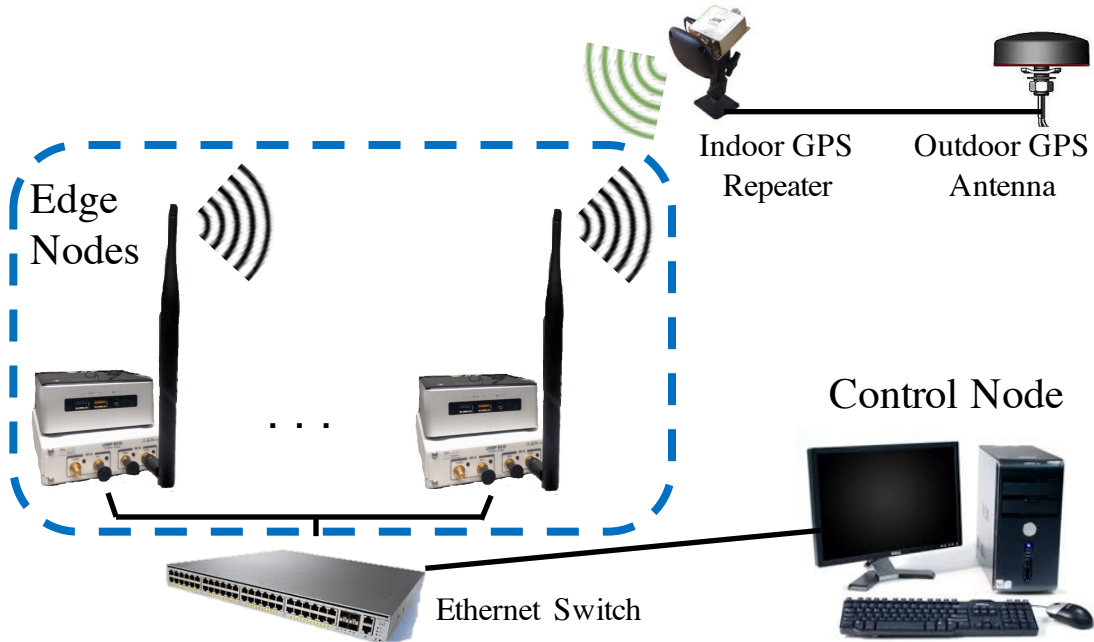 Indoor GPS
Repeater
Outdoor GPS
Antenna
Edge
Nodes
. . .
Control Node
Ethernet Switch